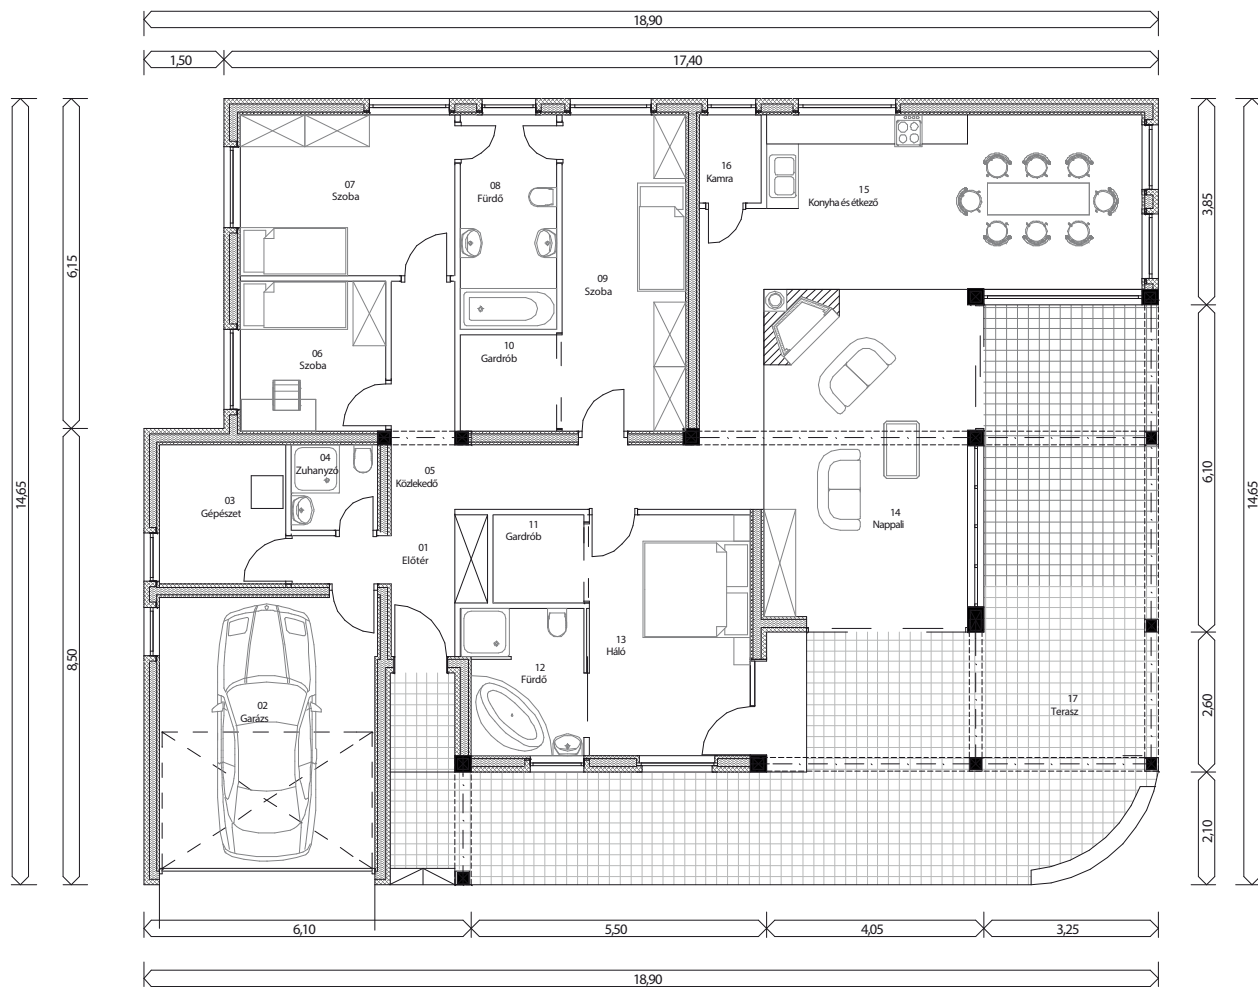 18,90
1,50
17,40
14,65
6,15
8,50
3,85
6,10
2,60
2,10
14,65
07
Szoba
08
Fürdő
16
Kamra
15
Konyha és étkező
09
Szoba
10
Gardrób
06
Szoba
04
Zuhanyzó
03
Gépészet
05
Közlekedő
01
Előtér
11
Gardrób
14
Nappali
13
Háló
12
Fürdő
02
Garázs
17
Terasz
6,10
5,50
4,05
3,25
18,90